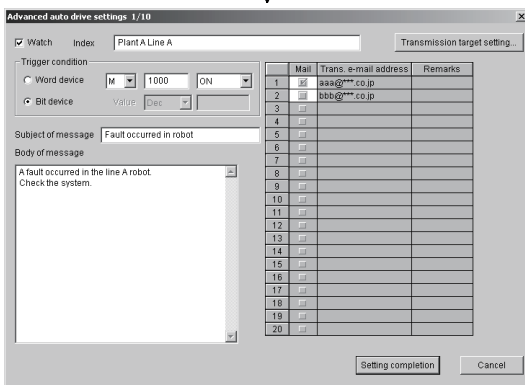 Advanced auto drive settings 1/10
Watch Index Plant A Line A Transmission target setting...
Trigger condition
Word device M 1000 ON
Bit device Value Dec
Subject of message Fault occurred in robot
Body of message
A fault occurred in the line A robot.
Check the system.
Mail Trans. e-mail address Remarks
1 aaa@***.co.jp
2 bbb@***.co.jp
3
4
5
6
7
8
9
10
11
12
13
14
15
16
17
18
19
20
Setting completion Cancel